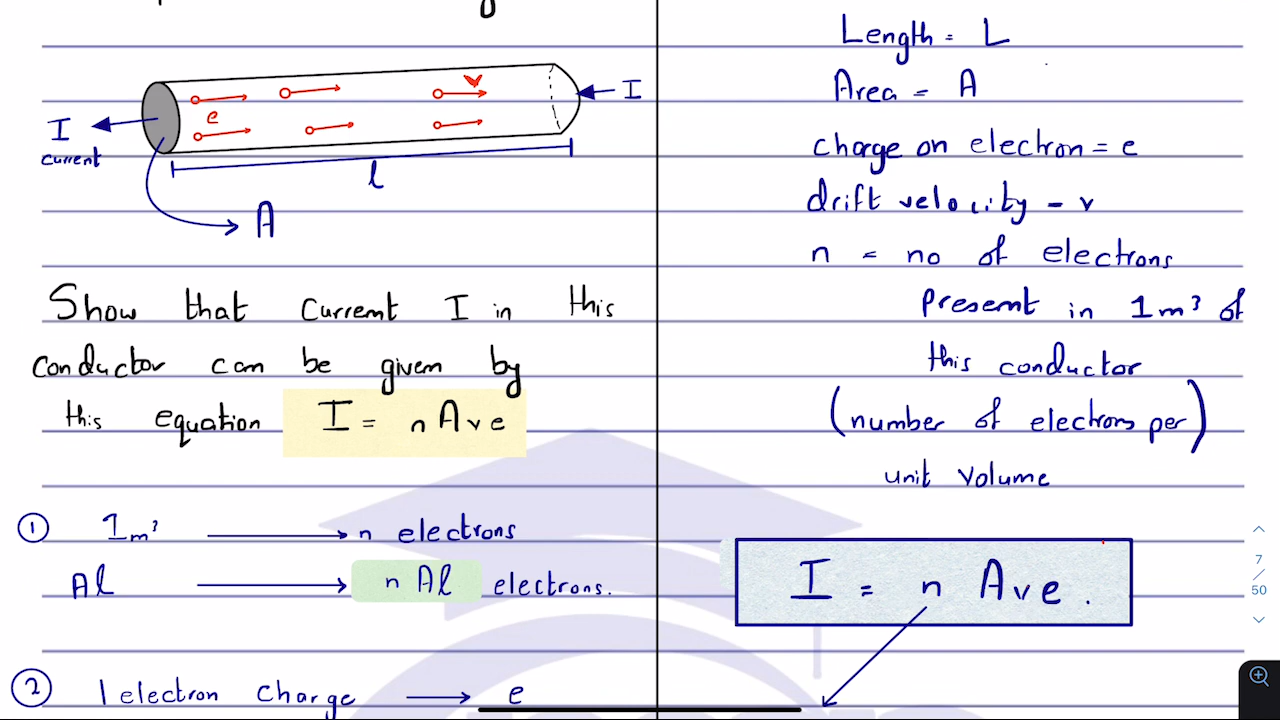 v
I
e
I
current
l
A
Show that current I in this
conductor can be given by
this equation I = nAve
① 1m³ → n electrons
Al → nAl electrons.
② 1 electron charge → e
Length = L
Area = A
charge on electron = e
drift velocity - v
n = no of electrons
present in 1m³ of
this conductor
(number of electrons per)
unit volume
I = n Ave.
7
/
50